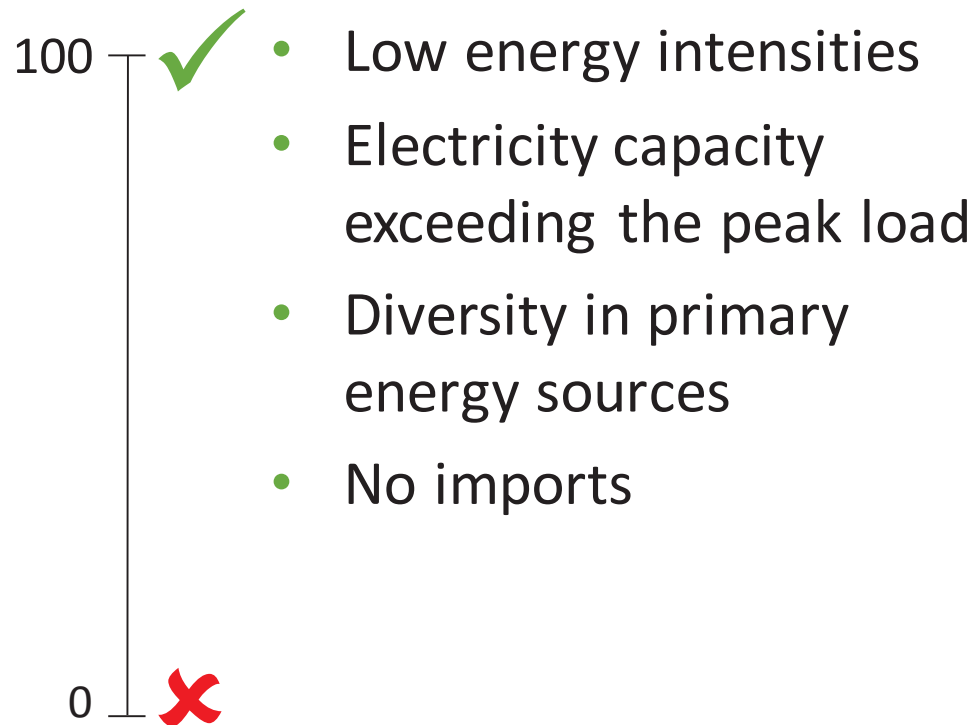 100
• Low energy intensities
• Electricity capacity
exceeding the peak load
• Diversity in primary
energy sources
• No imports
0